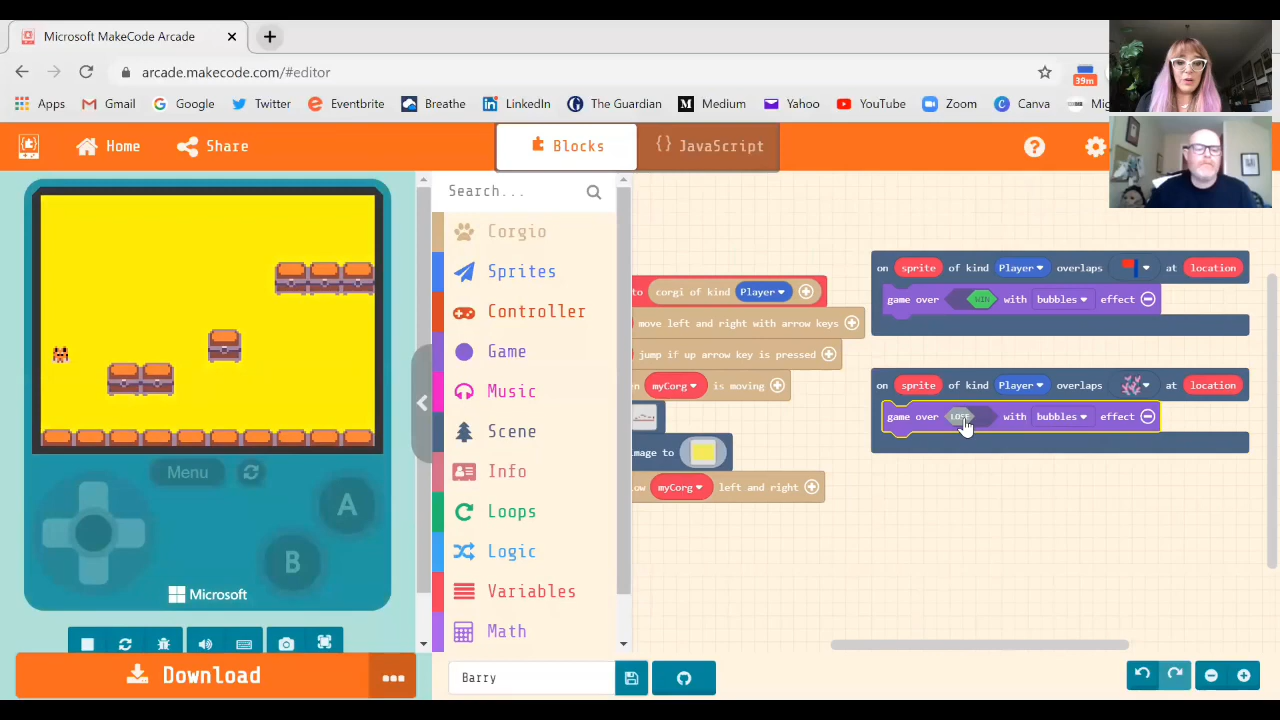 Microsoft MakeCode Arcade
arcade.makecode.com/#editor
39m
Apps
Gmail
Google
Twitter
Eventb
Breathe
LinkedIn
The Guardian
Medium
Yahoo
YouTube
Zoom
Canva
Mig
Home
Share
Blocks
JavaScript
Search...
Corgio
Sprites
Controller
Game
Music
Scene
Info
Loops
Logic
Variables
Math
to corgi of kind Player
move left and right with arrow keys
jump if up arrow key is pressed
n myCorg is moving
mage to
ow myCorg left and right
on sprite of kind Player overlaps at location
game over WIN with bubbles effect
on sprite of kind Player overlaps at location
game over LOSE with bubbles effect
Menu
A
B
Microsoft
Download
Barry